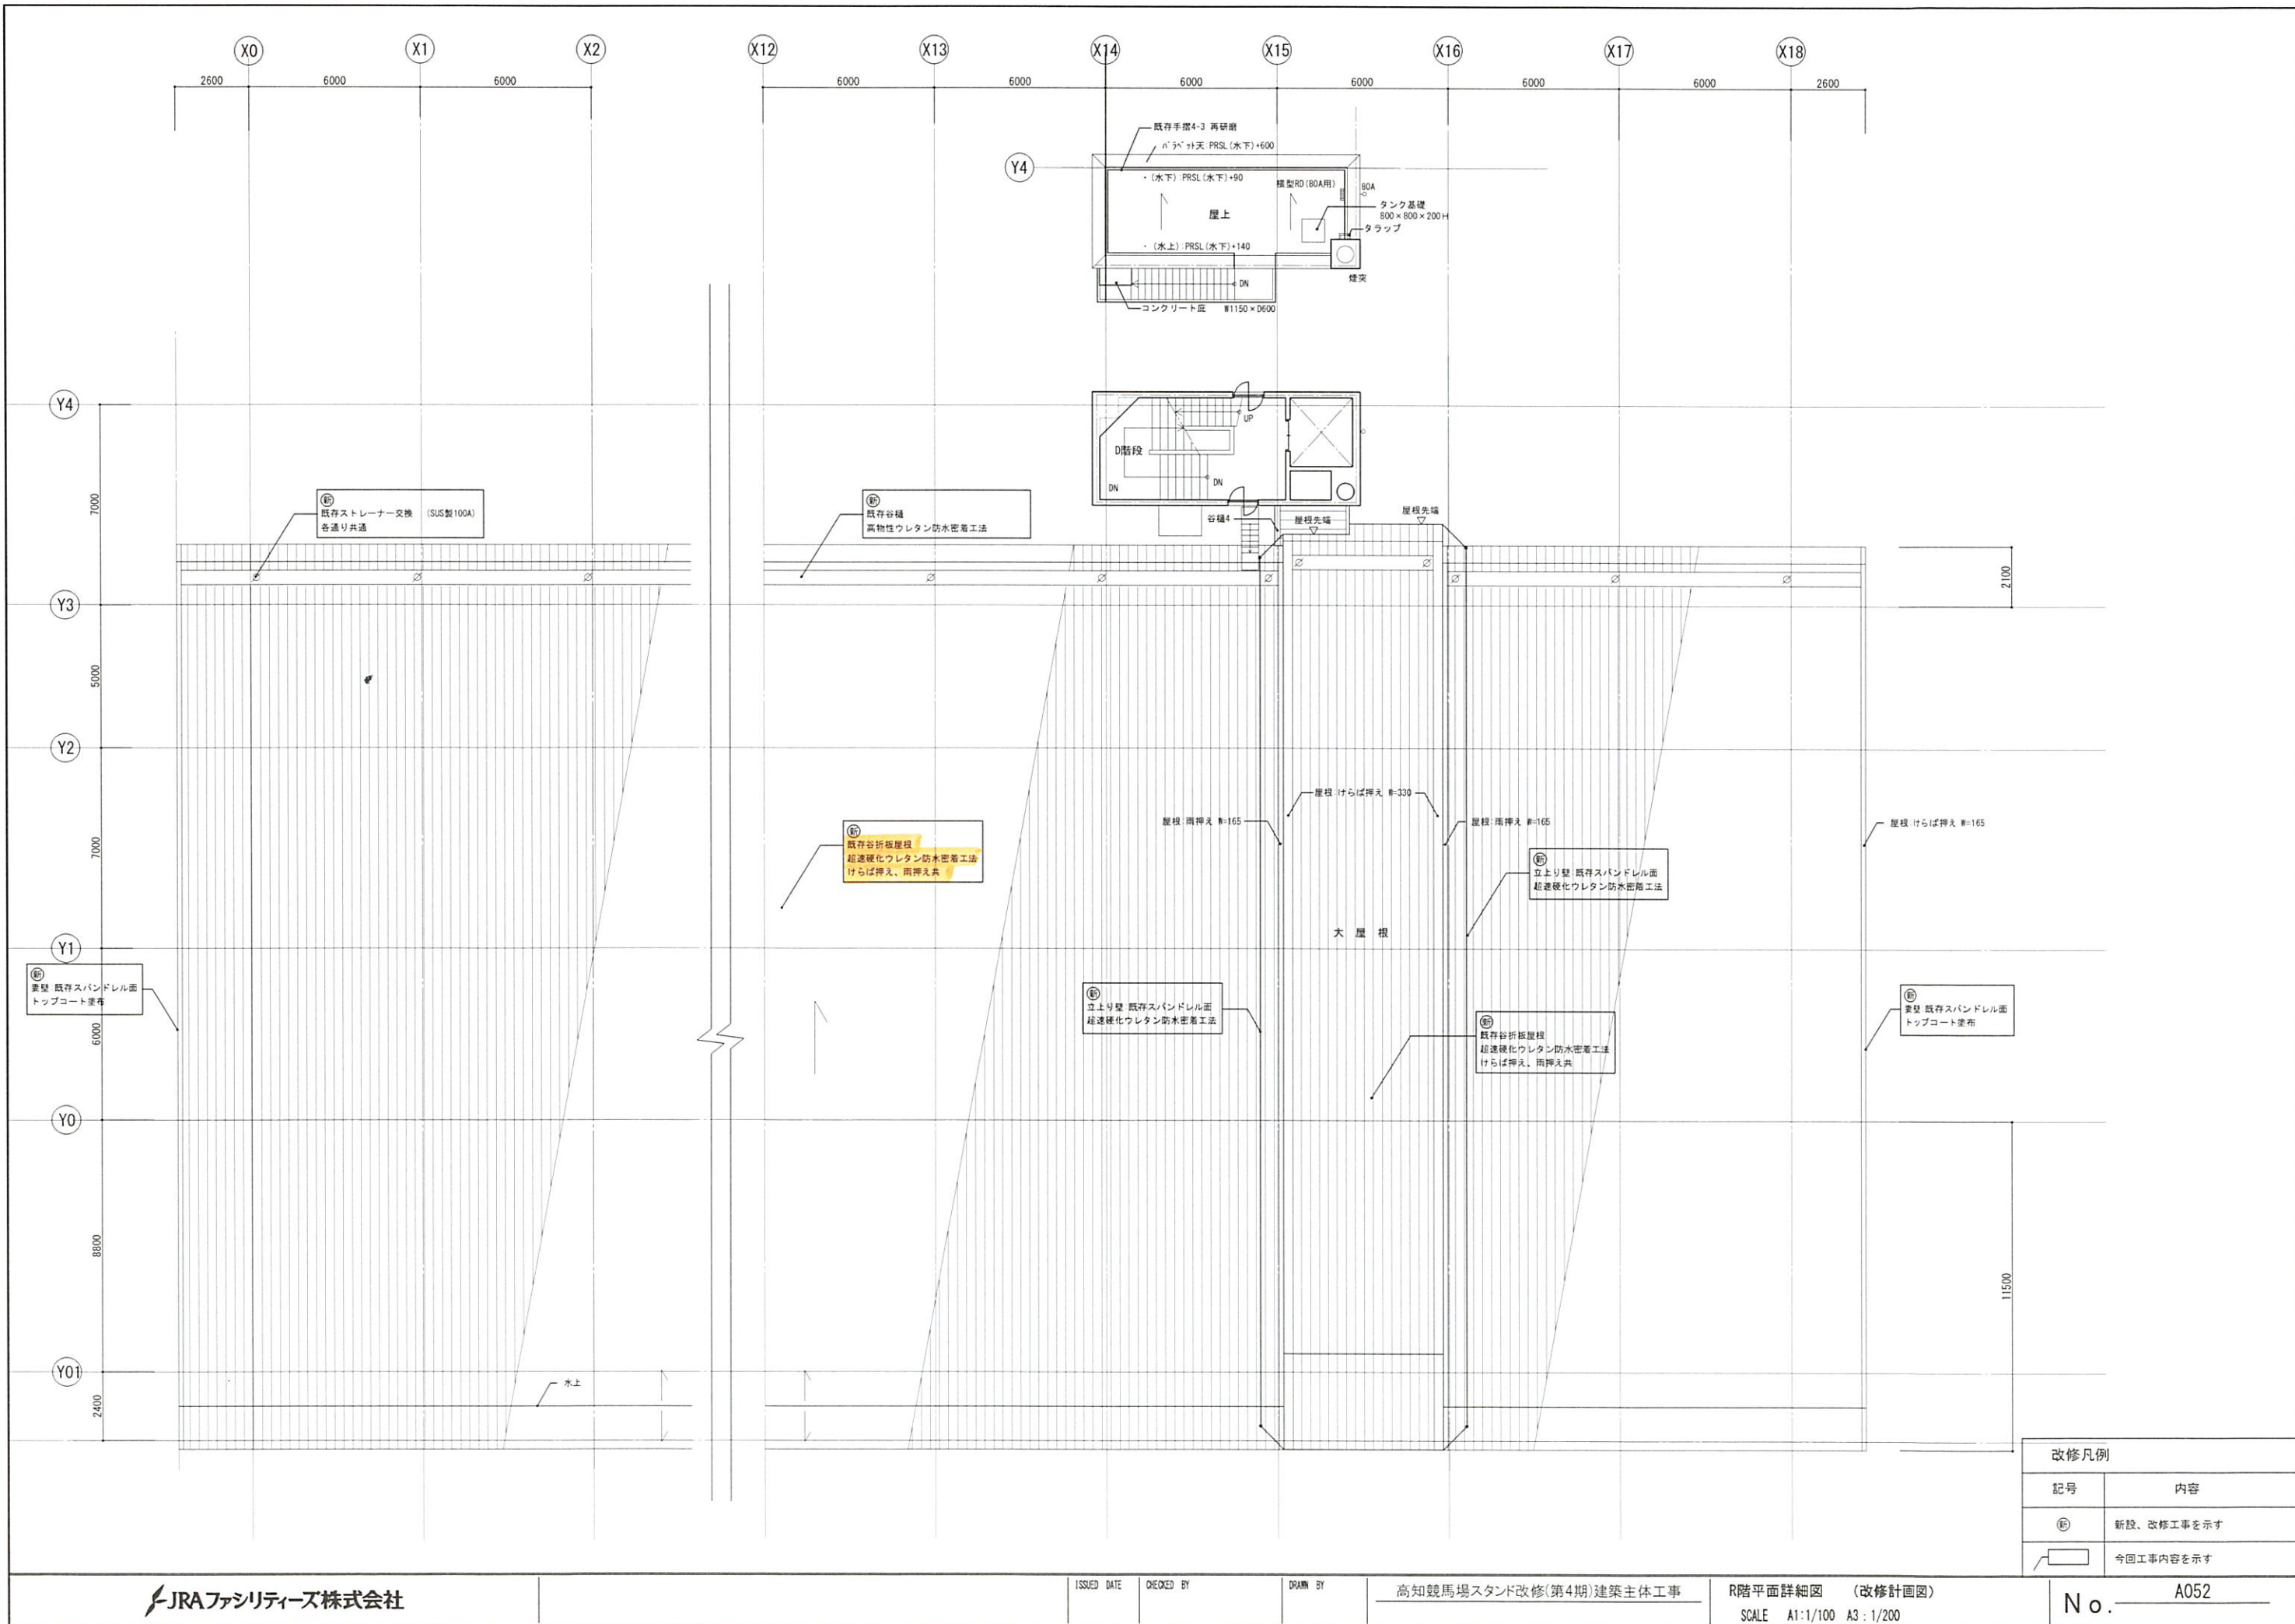 X0 X1 X2 X12 X13 X14 X15 X16 X17 X18
2600 6000 6000 6000 6000 6000 6000 6000 6000 2600
既存手摺4-3 再研磨
パラペット天:PRSL(水下)+600
Y4
・(水下):PRSL(水下)+90
横型RD(80A用)
80A
屋上
タンク基礎
800×800×200H
タラップ
・(水上):PRSL(水下)+140
煙突
DN
コンクリート庇 W1150×D600
Y4
UP
D階段
DN
DN
7000
新
既存ストレーナー交換 (SUS製100A)
各通り共通
新
既存谷樋
高物性ウレタン防水密着工法
谷樋4
屋根先端
屋根先端
2100
Y3
5000
Y2
屋根:けらば押え W=330
屋根:雨押え W=165
屋根:雨押え W=165
屋根:けらば押え W=165
7000
新
既存谷折板屋根
超速硬化ウレタン防水密着工法
けらば押え、雨押え共
新
立上り壁:既存スパンドレル面
超速硬化ウレタン防水密着工法
大屋根
Y1
新
妻壁:既存スパンドレル面
トップコート塗布
新
立上り壁:既存スパンドレル面
超速硬化ウレタン防水密着工法
新
既存谷折板屋根
超速硬化ウレタン防水密着工法
けらば押え、雨押え共
新
妻壁:既存スパンドレル面
トップコート塗布
6000
Y0
8800
11500
Y01
水上
2400
改修凡例
記号 内容
新 新設、改修工事を示す
今回工事内容を示す
JRAファシリティーズ株式会社
ISSUED DATE
CHECKED BY
DRAWN BY
高知競馬場スタンド改修(第4期)建築主体工事
R階平面詳細図 (改修計画図)
SCALE A1:1/100 A3:1/200
No. A052